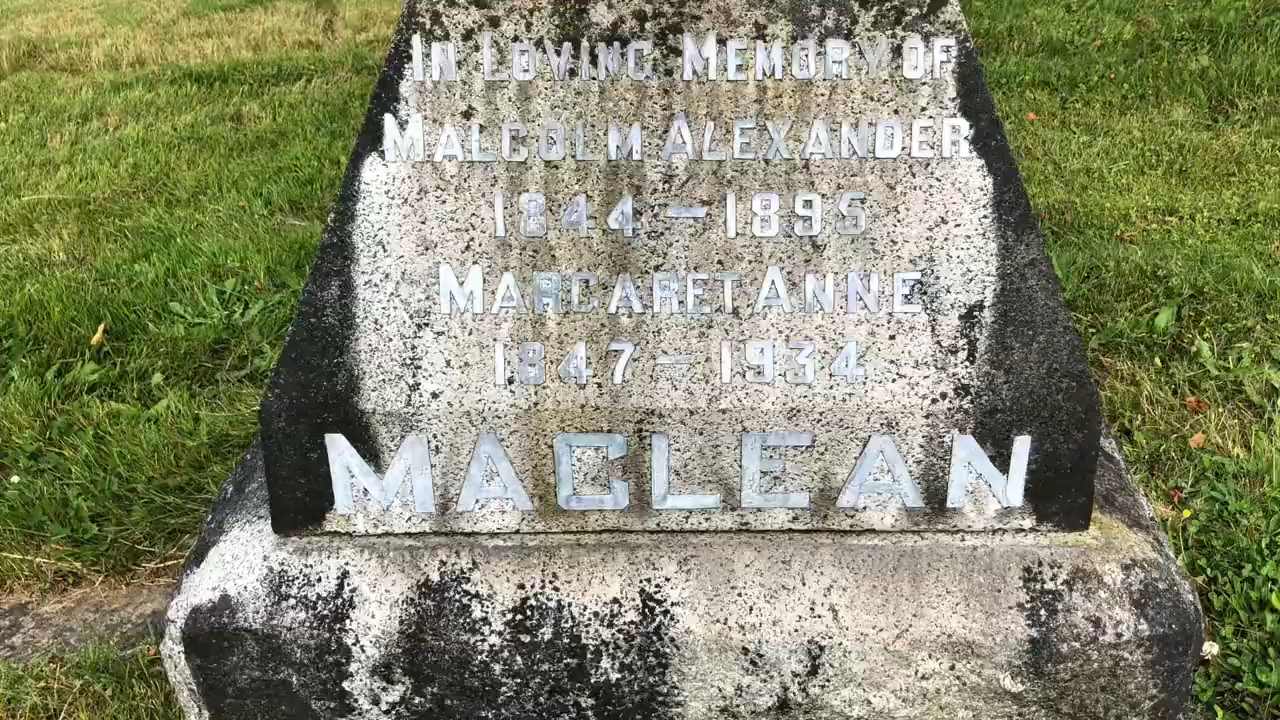 IN LOVING MEMORY OF
MALCOLM ALEXANDER
1844 — 1895
MARGARET ANNE
1847 — 1934
MACLEAN